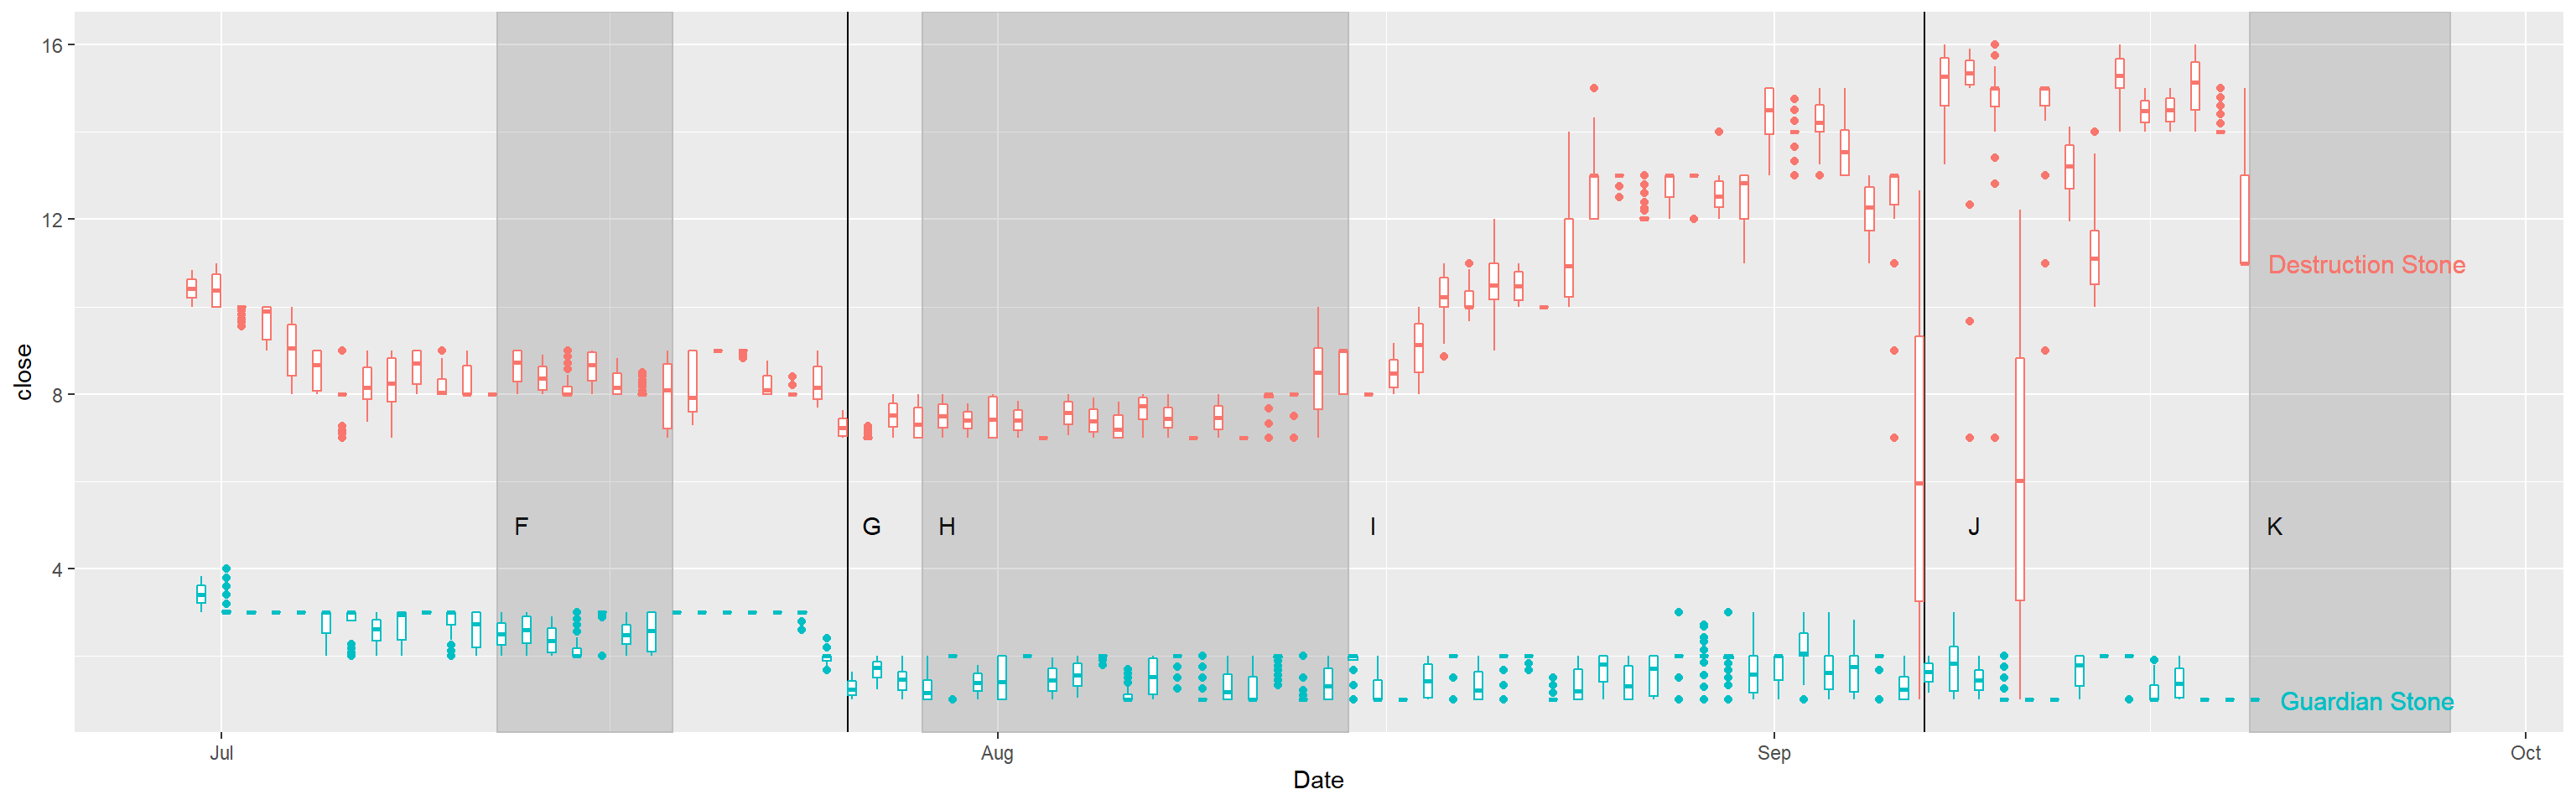 16
12
8
4
close
F
G
H
I
J
K
Destruction Stone
Guardian Stone
Jul
Aug
Sep
Oct
Date